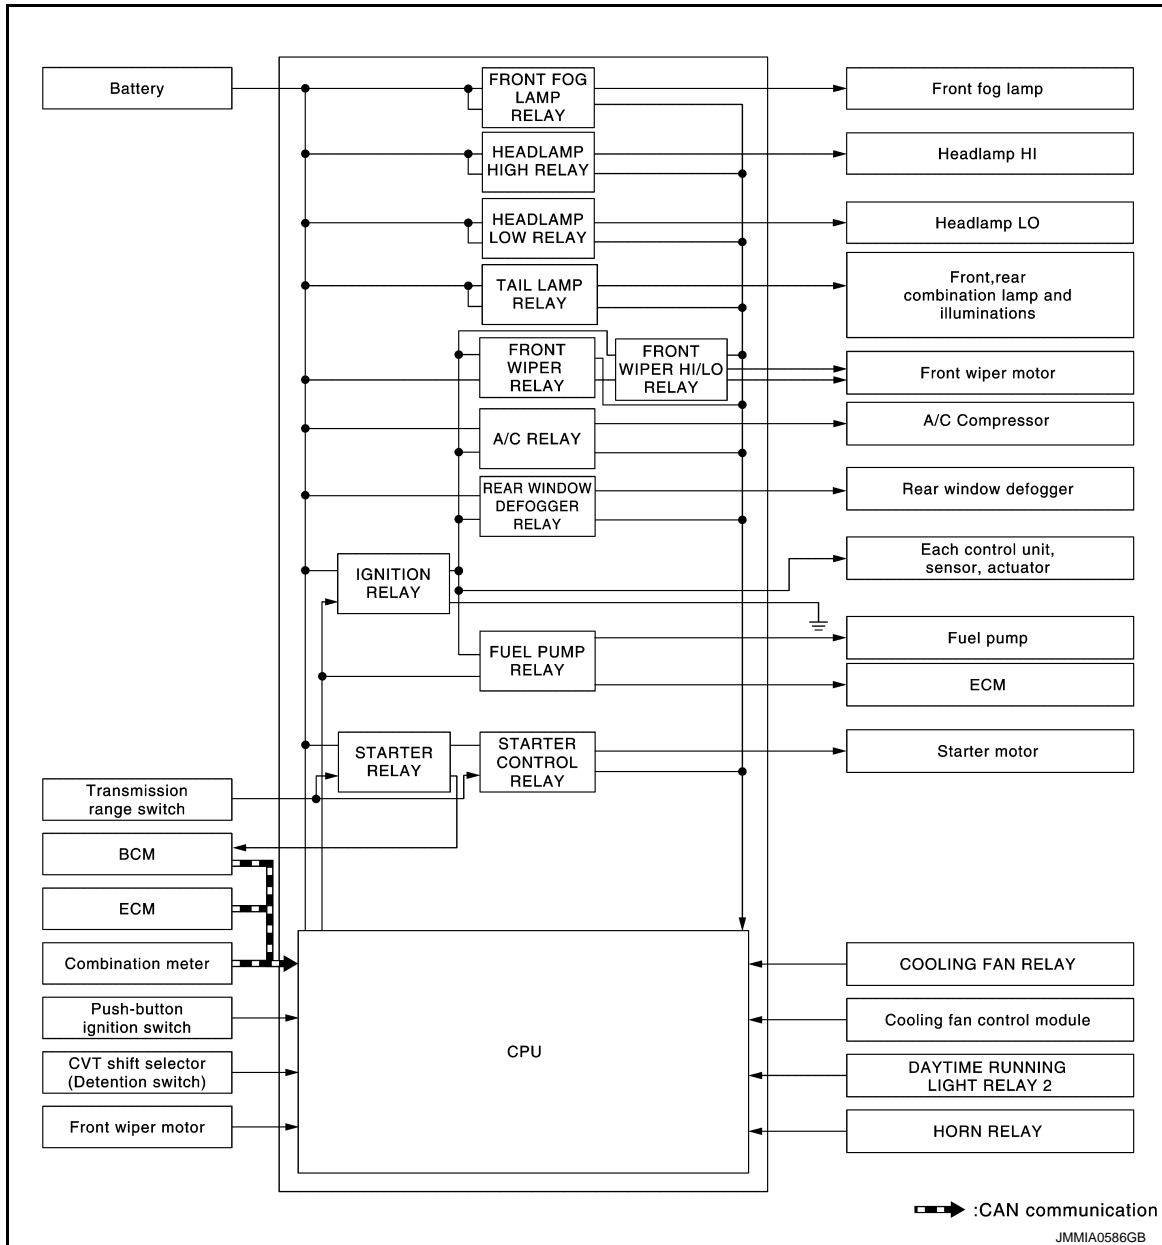 Battery
FRONT FOG
LAMP
RELAY
Front fog lamp
HEADLAMP
HIGH RELAY
Headlamp HI
HEADLAMP
LOW RELAY
Headlamp LO
TAIL LAMP
RELAY
Front,rear
combination lamp and
illuminations
FRONT
WIPER
RELAY
FRONT
WIPER HI/LO
RELAY
Front wiper motor
A/C RELAY
A/C Compressor
REAR WINDOW
DEFOGGER
RELAY
Rear window defogger
IGNITION
RELAY
Each control unit,
sensor, actuator
FUEL PUMP
RELAY
Fuel pump
ECM
STARTER
RELAY
STARTER
CONTROL
RELAY
Starter motor
Transmission
range switch
BCM
ECM
Combination meter
Push-button
ignition switch
CVT shift selector
(Detention switch)
Front wiper motor
CPU
COOLING FAN RELAY
Cooling fan control module
DAYTIME RUNNING
LIGHT RELAY 2
HORN RELAY
:CAN communication
JMMIA0586GB